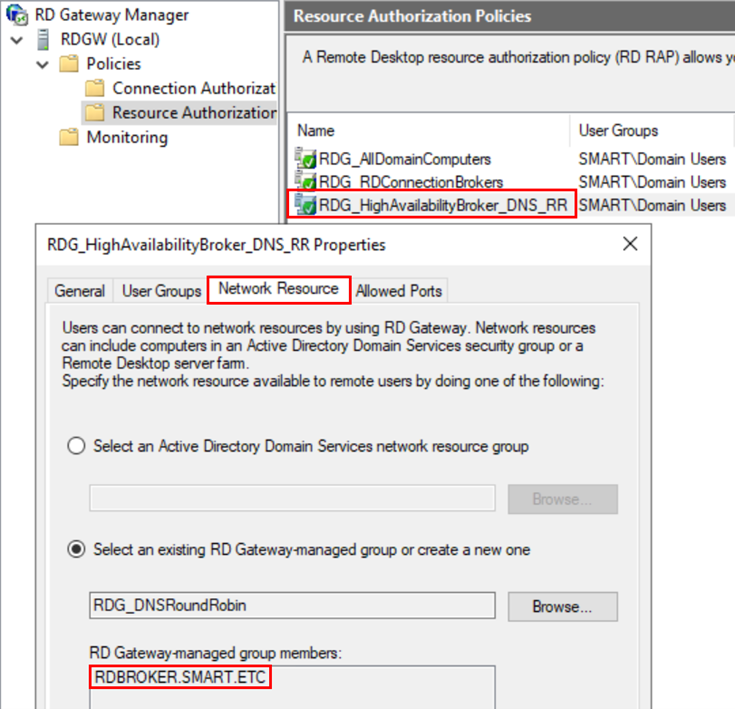 RD Gateway Manager
RDGW (Local)
Policies
Connection Authorizat
Resource Authorization
Monitoring
Resource Authorization Policies
A Remote Desktop resource authorization policy (RD RAP) allows yo
Name User Groups
RDG_AllDomainComputers SMART\Domain Users
RDG_RDConnectionBrokers SMART\Domain Users
RDG_HighAvailabilityBroker_DNS_RR SMART\Domain Users
RDG_HighAvailabilityBroker_DNS_RR Properties
General User Groups Network Resource Allowed Ports
Users can connect to network resources by using RD Gateway. Network resources
can include computers in an Active Directory Domain Services security group or a
Remote Desktop server farm.
Specify the network resource available to remote users by doing one of the following:
Select an Active Directory Domain Services network resource group
Browse...
Select an existing RD Gateway-managed group or create a new one
RDG_DNSRoundRobin Browse...
RD Gateway-managed group members:
RDBROKER.SMART.ETC